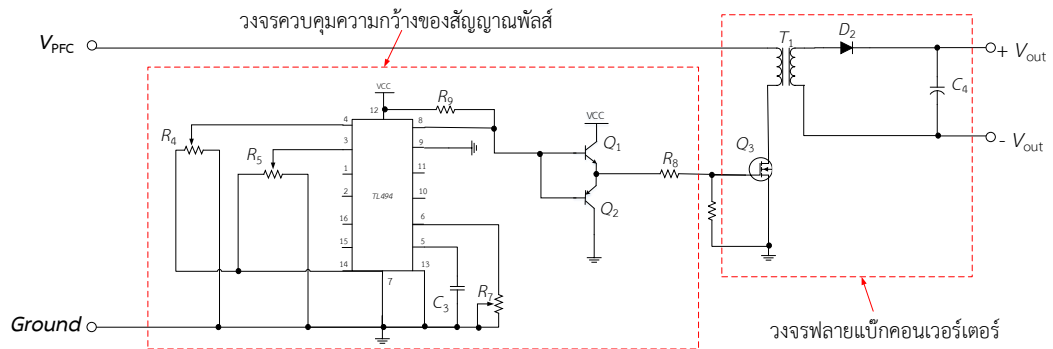 วงจรควบคุมความกว้างของสัญญาณพัลส์
V_PFC
T1
D2
+ V_out
C4
- V_out
VCC
R9
12
4
8
R4
3
9
R5
1
11
2
TL494
10
16
6
15
5
14
7
13
C3
R7
VCC
Q1
Q2
R8
Q3
Ground
วงจรฟลายแบ๊กคอนเวอร์เตอร์